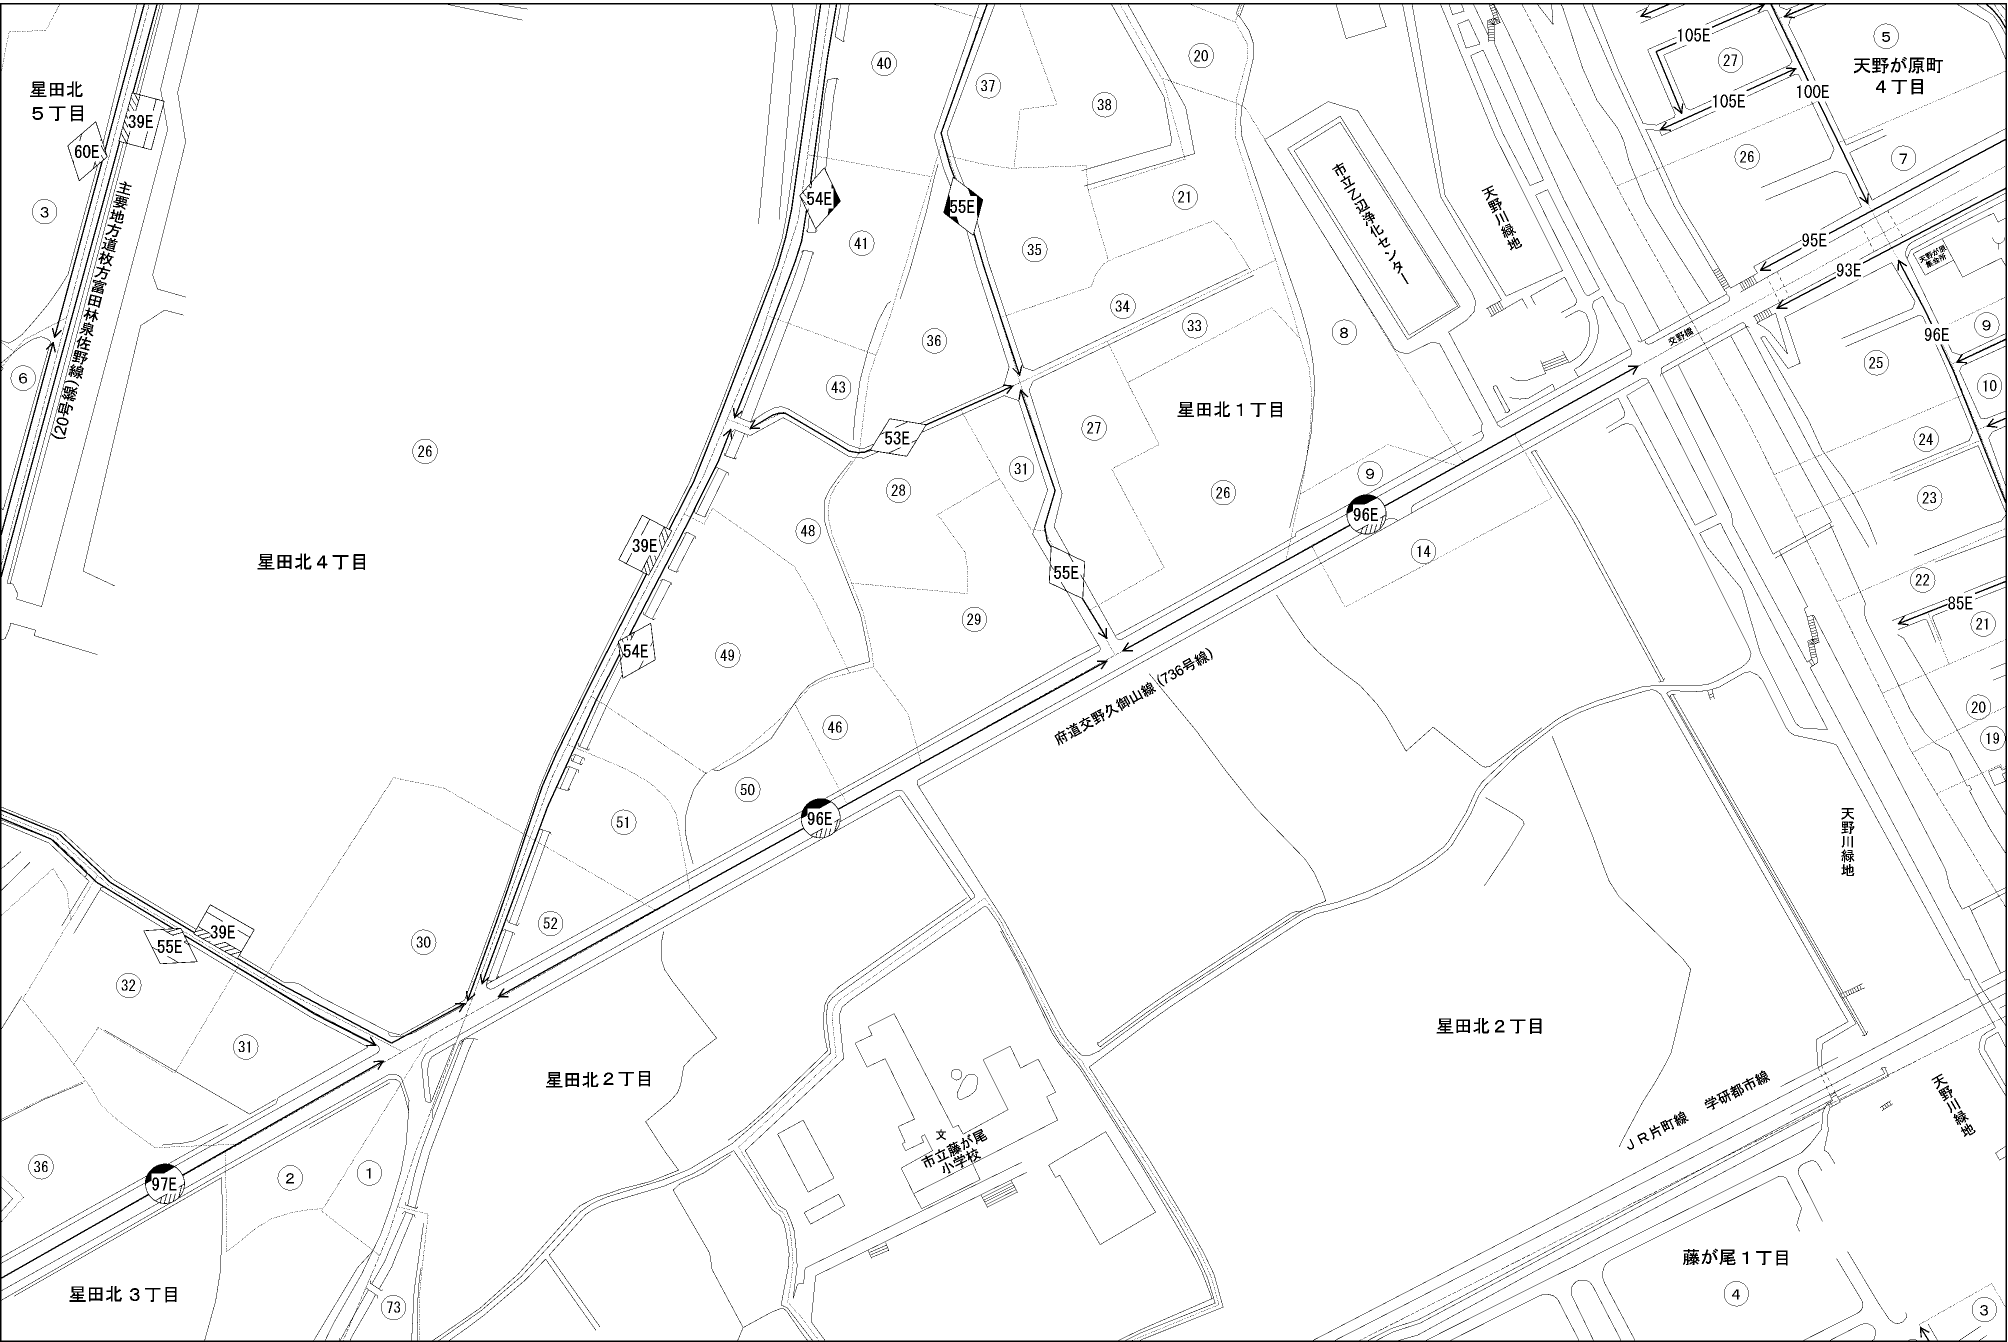 105E
27
5
天野が原町
4丁目
100E
105E
20
40
37
38
星田北
5丁目
39E
60E
26
7
主要地方道枚方富田林泉佐野線
(20号線)
市立乙辺浄化センター
天野川緑地
3
54E
55E
21
41
35
95E
93E
天野が原
集会所
34
33
36
8
交野橋
96E
9
25
6
43
10
星田北1丁目
53E
27
26
31
28
9
24
23
96E
48
39E
14
星田北4丁目
55E
22
85E
21
29
54E
49
府道交野久御山線(736号線)
20
46
19
50
96E
51
天野川緑地
52
39E
55E
30
32
31
星田北2丁目
星田北2丁目
JR片町線 学研都市線
天野川緑地
文
市立藤が尾
小学校
36
2
1
97E
藤が尾1丁目
4
星田北3丁目
73
3